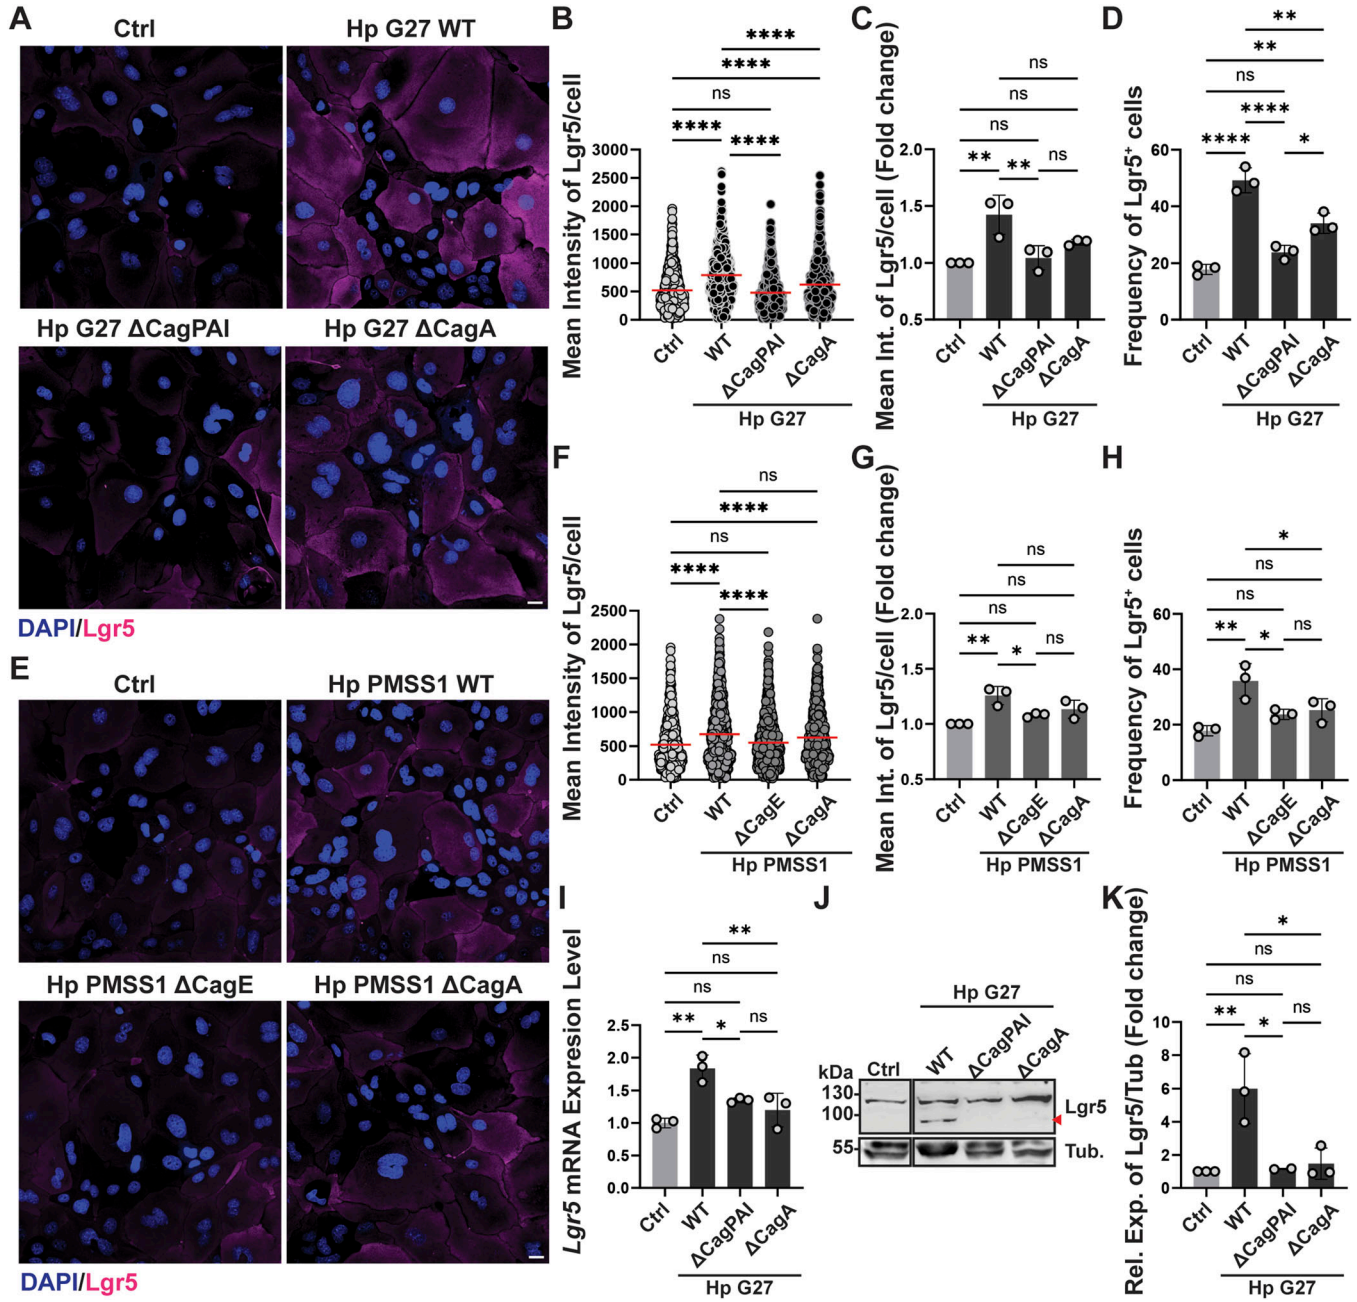 A
Ctrl
Hp G27 WT
Hp G27 ΔCagPAI
Hp G27 ΔCagA
DAPI/Lgr5
B
****
****
ns
****
****
Mean Intensity of Lgr5/cell
3000
2500
2000
1500
1000
500
0
Ctrl
WT
ΔCagPAI
ΔCagA
Hp G27
C
ns
ns
ns
**
**
ns
Mean Int. of Lgr5/cell (Fold change)
2.0
1.5
1.0
0.5
Ctrl
WT
ΔCagPAI
ΔCagA
Hp G27
D
**
**
ns
****
****
*
Frequency of Lgr5⁺ cells
60
40
20
0
Ctrl
WT
ΔCagPAI
ΔCagA
Hp G27
E
Ctrl
Hp PMSS1 WT
Hp PMSS1 ΔCagE
Hp PMSS1 ΔCagA
DAPI/Lgr5
F
ns
****
ns
****
****
Mean Intensity of Lgr5/cell
2500
2000
1500
1000
500
0
Ctrl
WT
ΔCagE
ΔCagA
Hp PMSS1
G
ns
ns
ns
**
*
ns
Mean Int. of Lgr5/cell (Fold change)
2.0
1.5
1.0
0.5
Ctrl
WT
ΔCagE
ΔCagA
Hp PMSS1
H
*
ns
ns
**
*
ns
Frequency of Lgr5⁺ cells
60
40
20
0
Ctrl
WT
ΔCagE
ΔCagA
Hp PMSS1
I
**
ns
ns
**
*
ns
Lgr5 mRNA Expresion Level
2.5
2.0
1.5
1.0
0.5
0.0
Ctrl
WT
ΔCagPAI
ΔCagA
Hp G27
J
Hp G27
kDa
Ctrl
WT
ΔCagPAI
ΔCagA
130
100
55
Lgr5
Tub.
K
*
ns
ns
**
*
ns
Rel. Exp. of Lgr5/Tub (Fold change)
10
8
6
4
2
0
Ctrl
WT
ΔCagPAI
ΔCagA
Hp G27